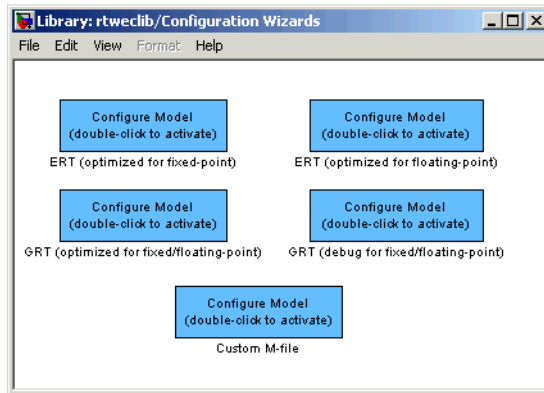 Library: rtweclib/Configuration Wizards
File Edit View Format Help
Configure Model
(double-click to activate)
ERT (optimized for fixed-point)
Configure Model
(double-click to activate)
ERT (optimized for floating-point)
Configure Model
(double-click to activate)
GRT (optimized for fixed/floating-point)
Configure Model
(double-click to activate)
GRT (debug for fixed/floating-point)
Configure Model
(double-click to activate)
Custom M-file